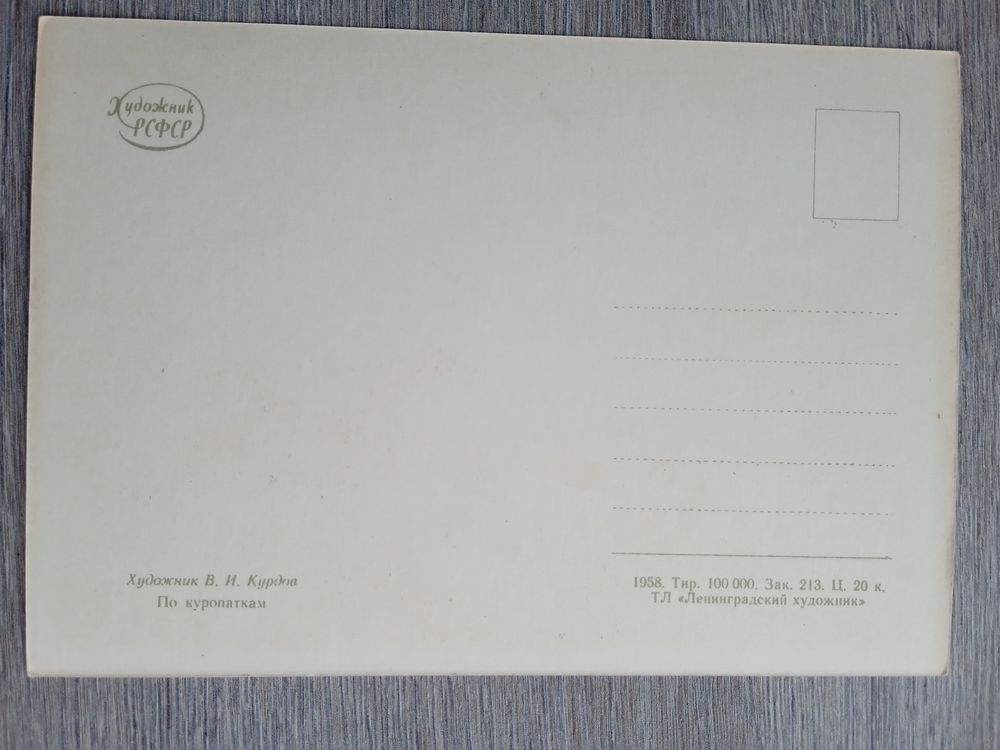 Художник
РСФСР
Художник В. И. Курдов
По куропаткам
1958. Тир. 100 000. Зак. 213. Ц. 20 к.
ТЛ «Ленинградский художник»